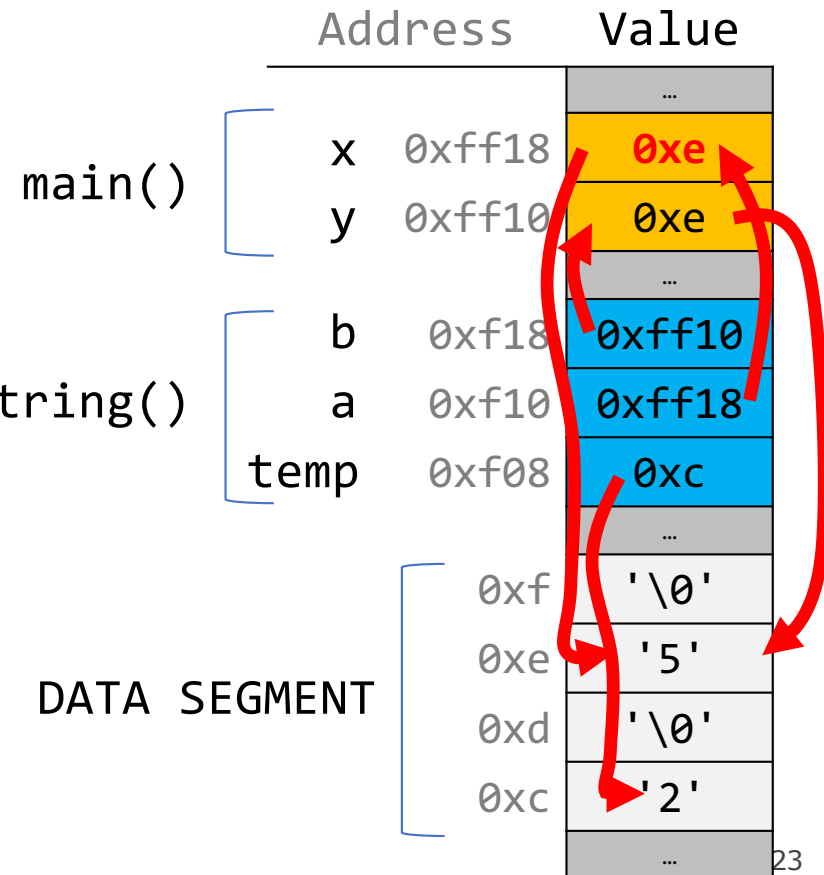 Address Value
…
main()
x 0xff18 0xe
y 0xff10 0xe
…
b 0xf18 0xff10
tring() a 0xf10 0xff18
temp 0xf08 0xc
…
0xf '\0'
0xe '5'
DATA SEGMENT
0xd '\0'
0xc '2'
… 23